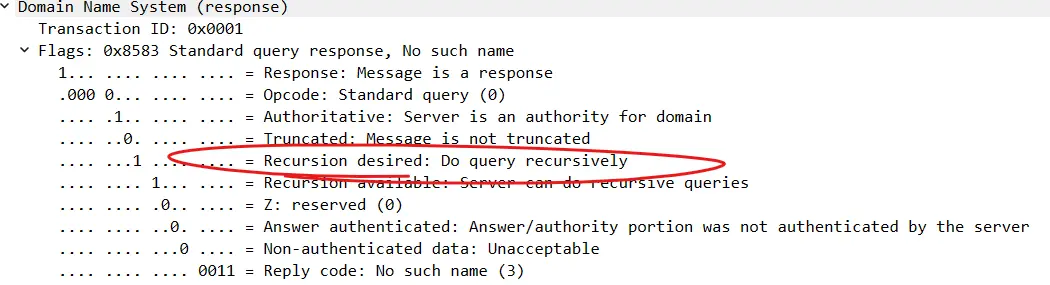 Domain Name System (response)
Transaction ID: 0x0001
Flags: 0x8583 Standard query response, No such name
1... .... .... .... = Response: Message is a response
.000 0... .... .... = Opcode: Standard query (0)
.... .1.. .... .... = Authoritative: Server is an authority for domain
.... ..0. .... .... = Truncated: Message is not truncated
.... ...1 .... .... = Recursion desired: Do query recursively
.... .... 1... .... = Recursion available: Server can do recursive queries
.... .... .0.. .... = Z: reserved (0)
.... .... ..0. .... = Answer authenticated: Answer/authority portion was not authenticated by the server
.... .... ...0 .... = Non-authenticated data: Unacceptable
.... .... .... 0011 = Reply code: No such name (3)